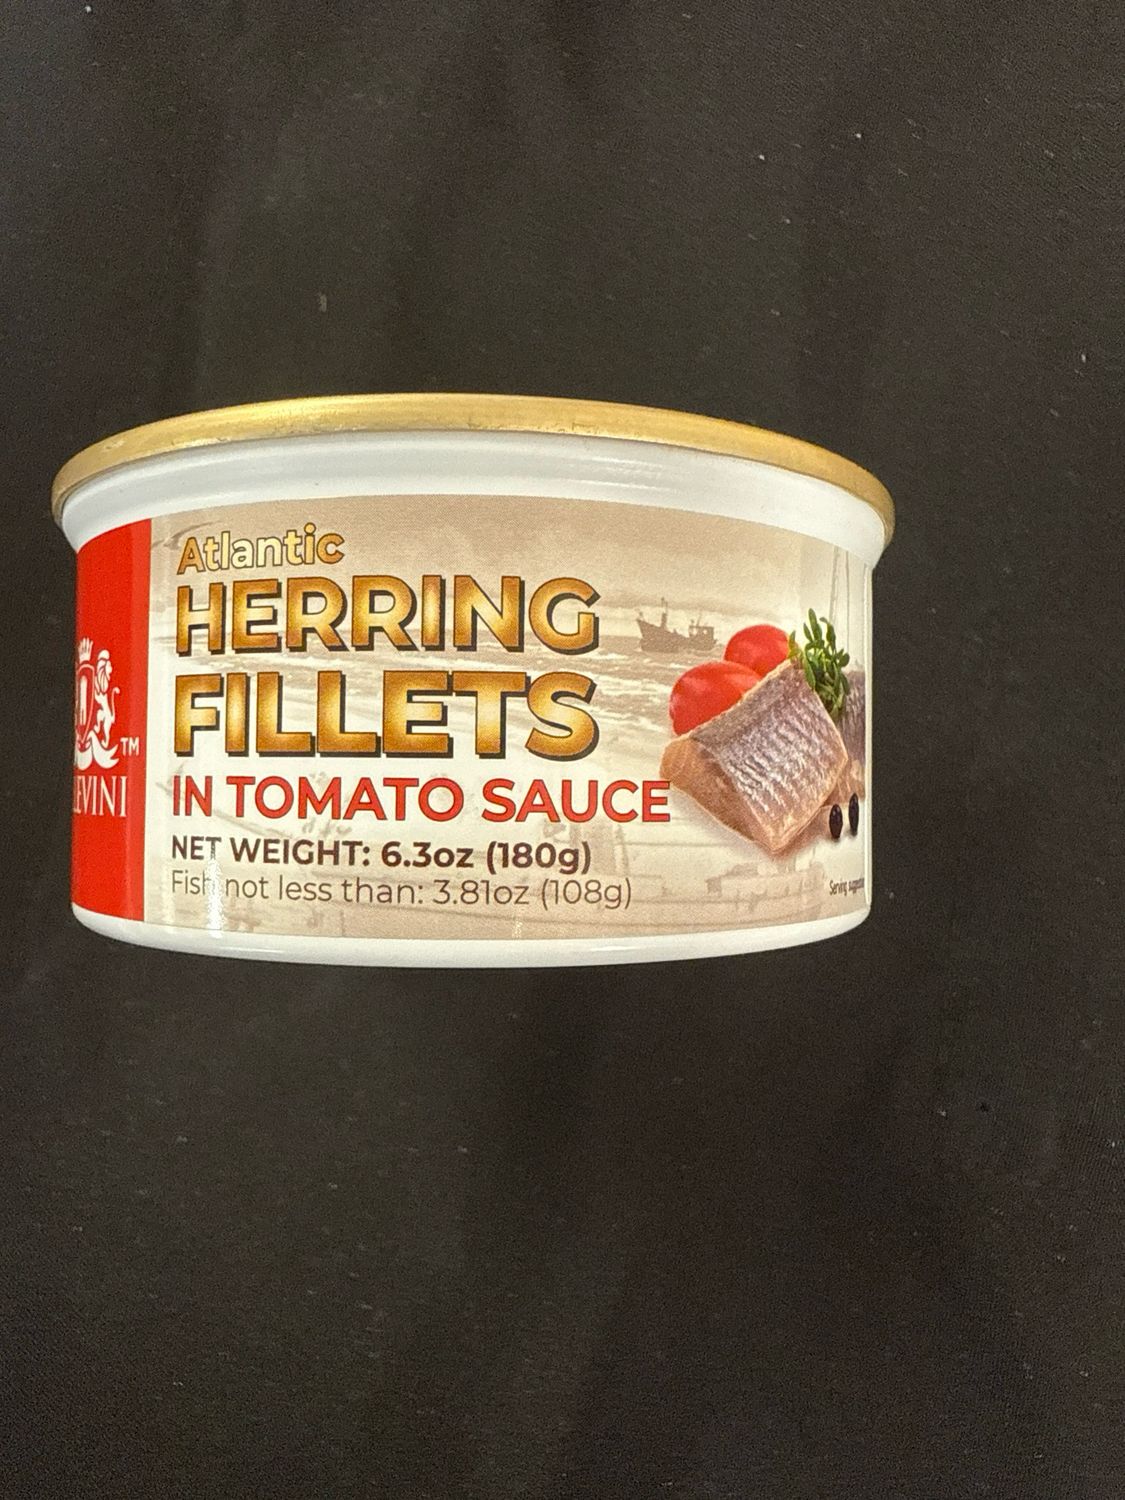 Atlantic
HERRING
FILLETS
IN TOMATO SAUCE
NET WEIGHT: 6.3oz (180g)
Fish not less than: 3.81oz (108g)
TM